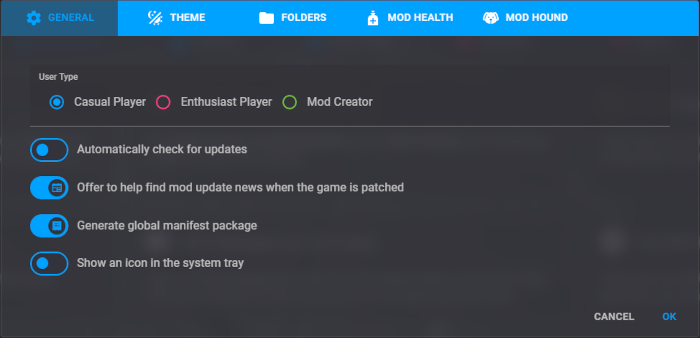 GENERAL THEME FOLDERS MOD HEALTH MOD HOUND
User Type
Casual Player Enthusiast Player Mod Creator
Automatically check for updates
Offer to help find mod update news when the game is patched
Generate global manifest package
Show an icon in the system tray
CANCEL OK